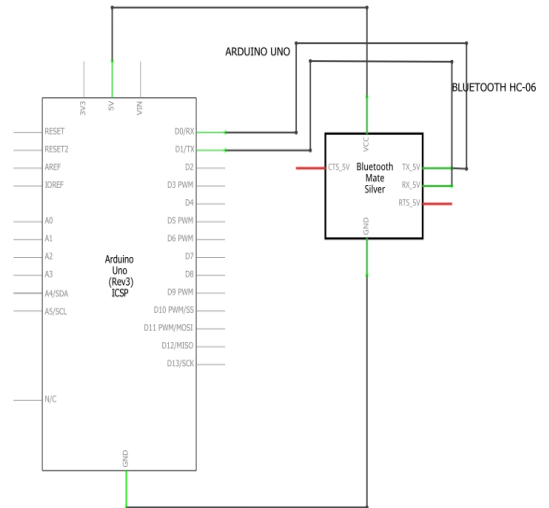 ARDUINO UNO
BLUETOOTH HC-06
3V3
5V
VIN
RESET
RESET2
AREF
IOREF
A0
A1
A2
A3
A4/SDA
A5/SCL
N/C
Arduino
Uno
(Rev3)
ICSP
D0/RX
D1/TX
D2
D3 PWM
D4
D5 PWM
D6 PWM
D7
D8
D9 PWM
D10 PWM/SS
D11 PWM/MOSI
D12/MISO
D13/SCK
GND
VCC
CTS_5V
Bluetooth
Mate
Silver
TX_5V
RX_5V
RTS_5V
GND